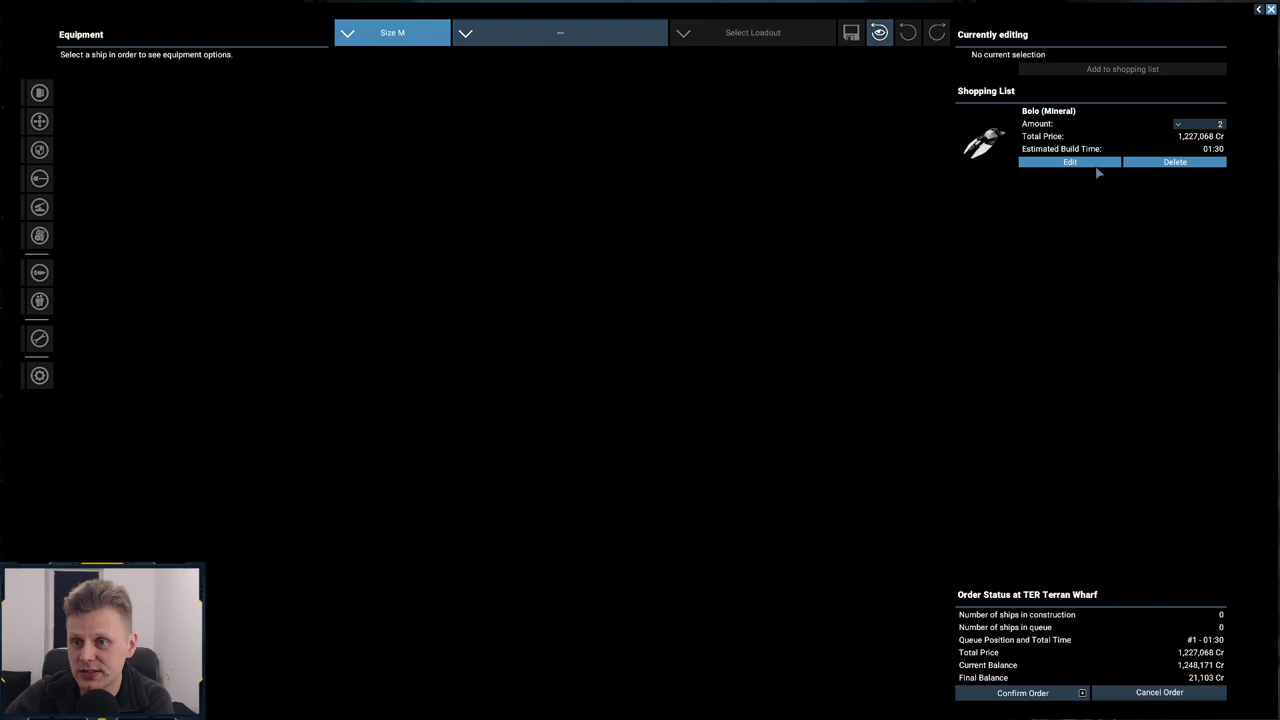 Equipment
Select a ship in order to see equipment options.
Size M
---
Select Loadout
Currently editing
No current selection
Add to shopping list
Shopping List
Bolo (Mineral)
Amount: 2
Total Price: 1,227,068 Cr
Estimated Build Time: 01:30
Edit Delete
Order Status at TER Terran Wharf
Number of ships in construction 0
Number of ships in queue 0
Queue Position and Total Time #1 - 01:30
Total Price 1,227,068 Cr
Current Balance 1,248,171 Cr
Final Balance 21,103 Cr
Confirm Order Cancel Order